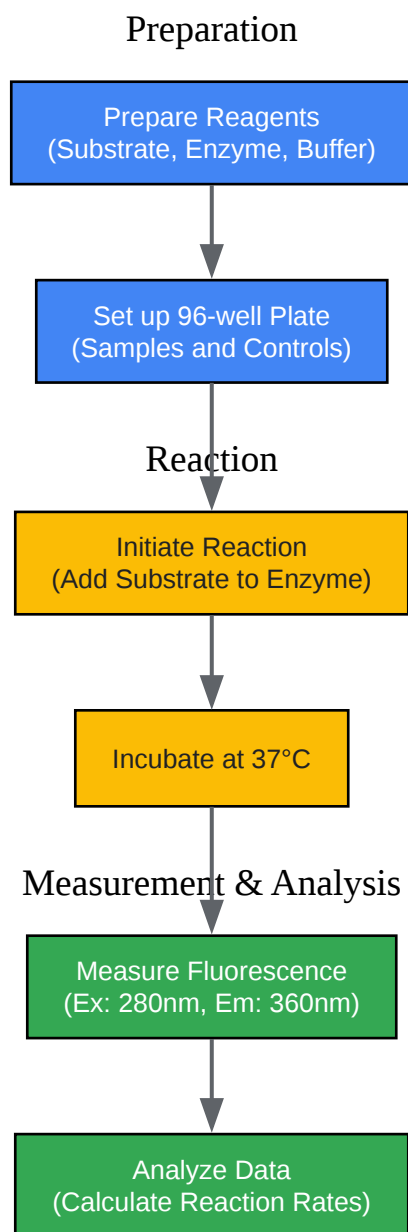 Preparation
Prepare Reagents
(Substrate, Enzyme, Buffer)
Set up 96-well Plate
(Samples and Controls)
Reaction
Initiate Reaction
(Add Substrate to Enzyme)
Incubate at 37°C
Measurement & Analysis
Measure Fluorescence
(Ex: 280nm, Em: 360nm)
Analyze Data
(Calculate Reaction Rates)